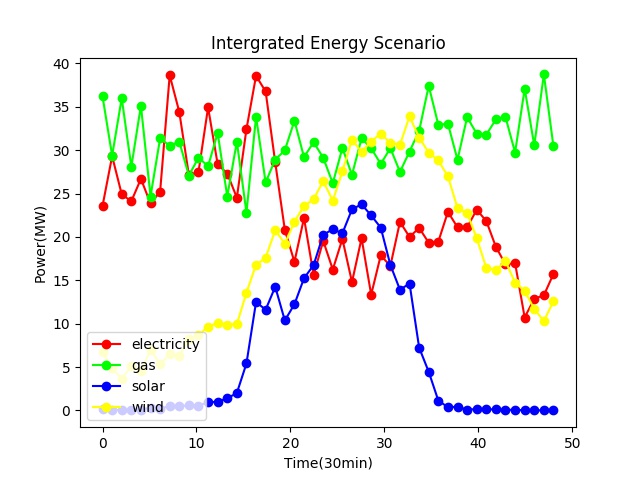 Intergrated Energy Scenario
Power(MW)
40
35
30
25
20
15
10
5
0
electricity
gas
solar
wind
0 10 20 30 40 50
Time(30min)